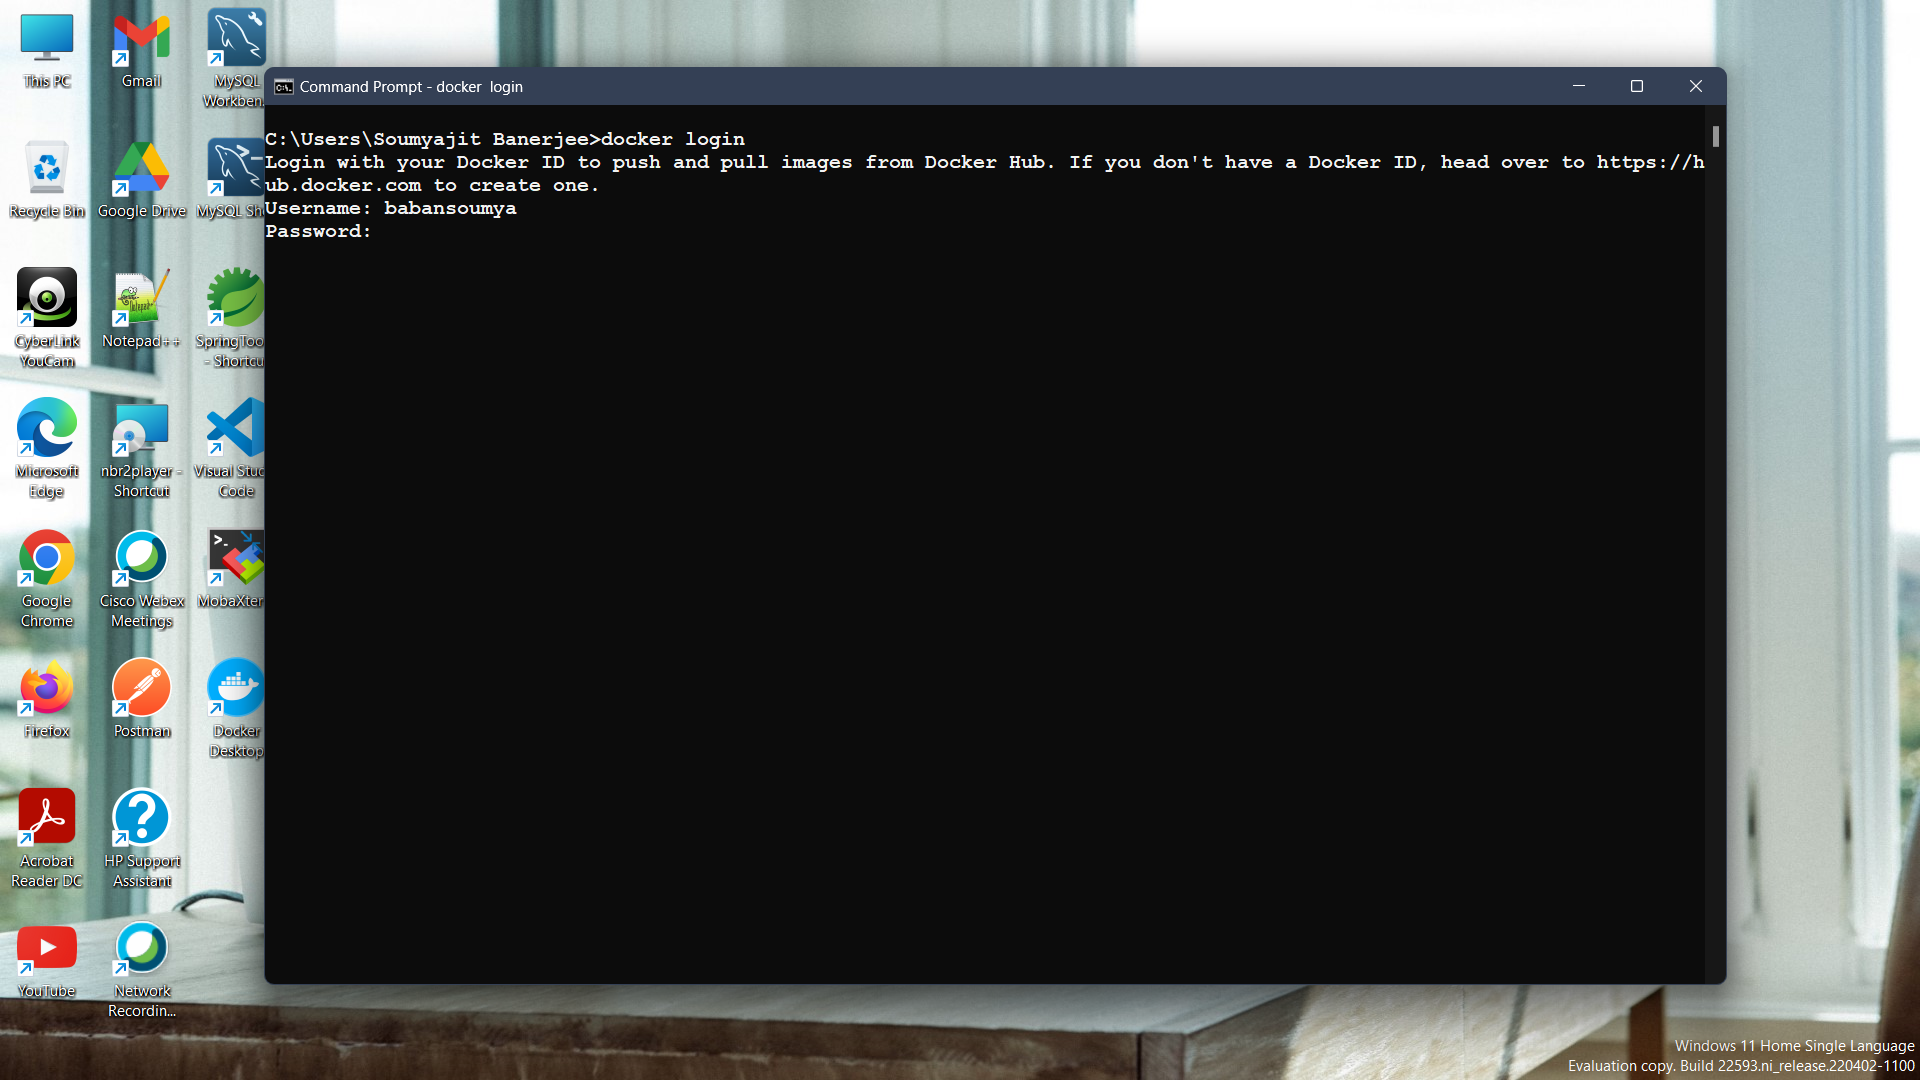 This PC
Gmail
MySQL
Workben
Recycle Bin
Google Drive
MySQL Sh
CyberLink
YouCam
Notepad++
SpringToo
- Shortcu
Microsoft
Edge
nbr2player -
Shortcut
Visual Stud
Code
Google
Chrome
Cisco Webex
Meetings
MobaXter
Firefox
Postman
Docker
Desktop
Acrobat
Reader DC
HP Support
Assistant
YouTube
Network
Recordin...
Command Prompt - docker  login
C:\Users\Soumyajit Banerjee>docker login
Login with your Docker ID to push and pull images from Docker Hub. If you don't have a Docker ID, head over to https://h
ub.docker.com to create one.
Username: babansoumya
Password:
Windows 11 Home Single Language
Evaluation copy. Build 22593.ni_release.220402-1100